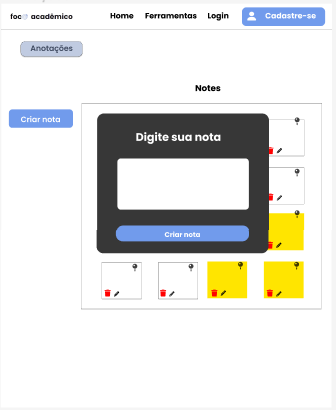 foco acadêmico
Home Ferramentas Login Cadastre-se
Anotações
Notes
Criar nota
Digite sua nota
Criar nota